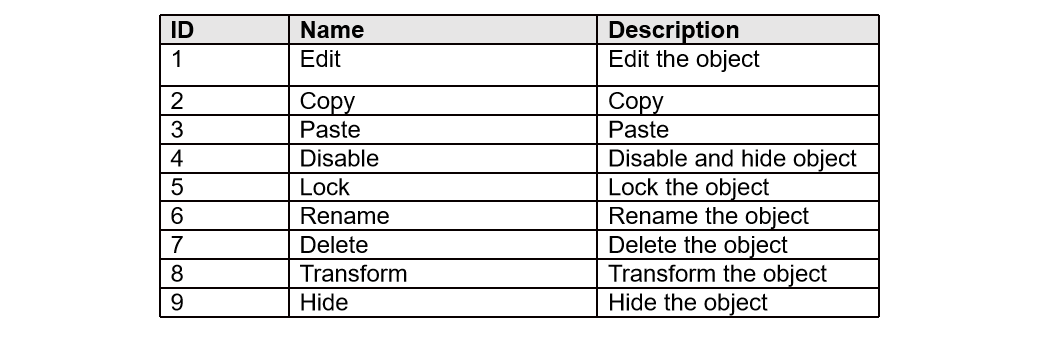 ID Name Description
1 Edit Edit the object
2 Copy Copy
3 Paste Paste
4 Disable Disable and hide object
5 Lock Lock the object
6 Rename Rename the object
7 Delete Delete the object
8 Transform Transform the object
9 Hide Hide the object